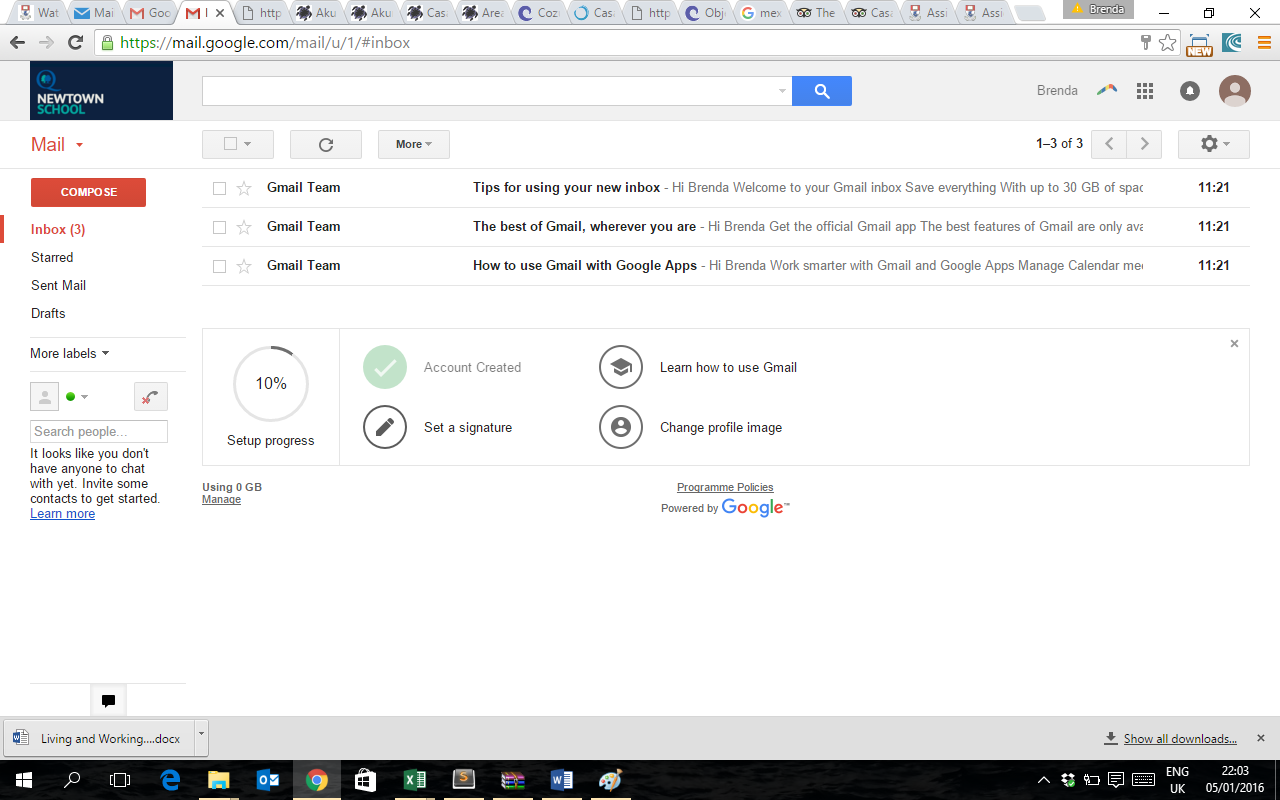 Wat
Mai
Goo
I
http
Aku
Aku
Cas
Area
Coz
Cas
http
Obj
mex
The
Casa
Assi
Assi
Brenda
https://mail.google.com/mail/u/1/#inbox
NEW
NEWTOWN
SCHOOL
Brenda
Mail
More
1–3 of 3
COMPOSE
Gmail Team Tips for using your new inbox - Hi Brenda Welcome to your Gmail inbox Save everything With up to 30 GB of spac 11:21
Inbox (3)
Gmail Team The best of Gmail, wherever you are - Hi Brenda Get the official Gmail app The best features of Gmail are only ava 11:21
Starred
Gmail Team How to use Gmail with Google Apps - Hi Brenda Work smarter with Gmail and Google Apps Manage Calendar mee 11:21
Sent Mail
Drafts
More labels
10%
Setup progress
Account Created
Learn how to use Gmail
Set a signature
Change profile image
Search people...
It looks like you don't
have anyone to chat
with yet. Invite some
contacts to get started.
Learn more
Using 0 GB
Manage
Programme Policies
Powered by Google™
Living and Working....docx
Show all downloads...
ENG
UK
22:03
05/01/2016